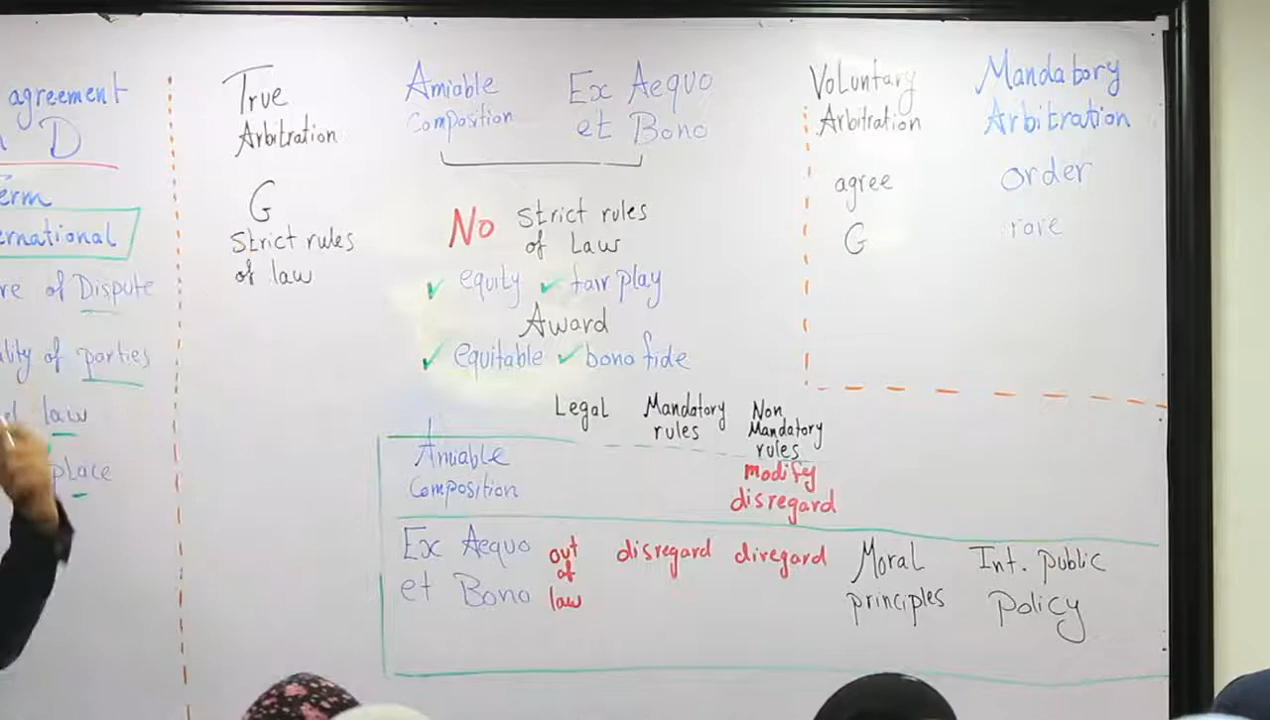 agreement
D
erm
ernational
re of Dispute
lity of parties
law
place
True
Arbitration
G
Strict rules
of law
Amiable
Composition
Ex Aequo
et Bono
No Strict rules
of Law
✓ equity ✓ fair play
Award
✓ equitable ✓ bona fide
Voluntary
Arbitration
agree
G
Mandatory
Arbitration
order
rare
Legal
Mandatory
rules
Non
Mandatory
rules
Amiable
Composition
modify
disregard
Ex Aequo
et Bono
out
of
law
disregard
diregard
Moral
principles
Int. public
Policy